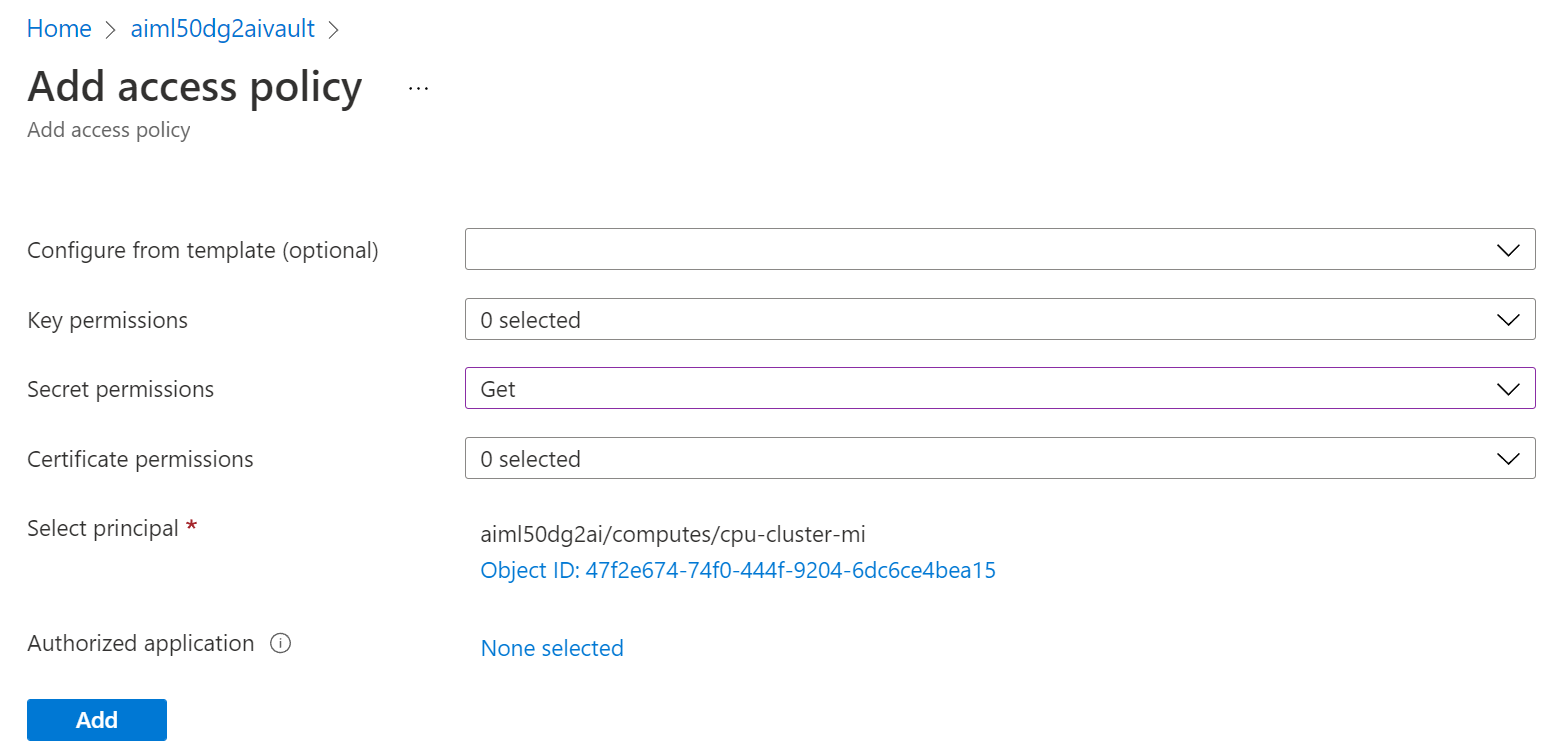 Home > aiml50dg2aivault >
Add access policy ...
Add access policy
Configure from template (optional)
Key permissions 0 selected
Secret permissions Get
Certificate permissions 0 selected
Select principal * aiml50dg2ai/computes/cpu-cluster-mi
Object ID: 47f2e674-74f0-444f-9204-6dc6ce4bea15
Authorized application None selected
Add